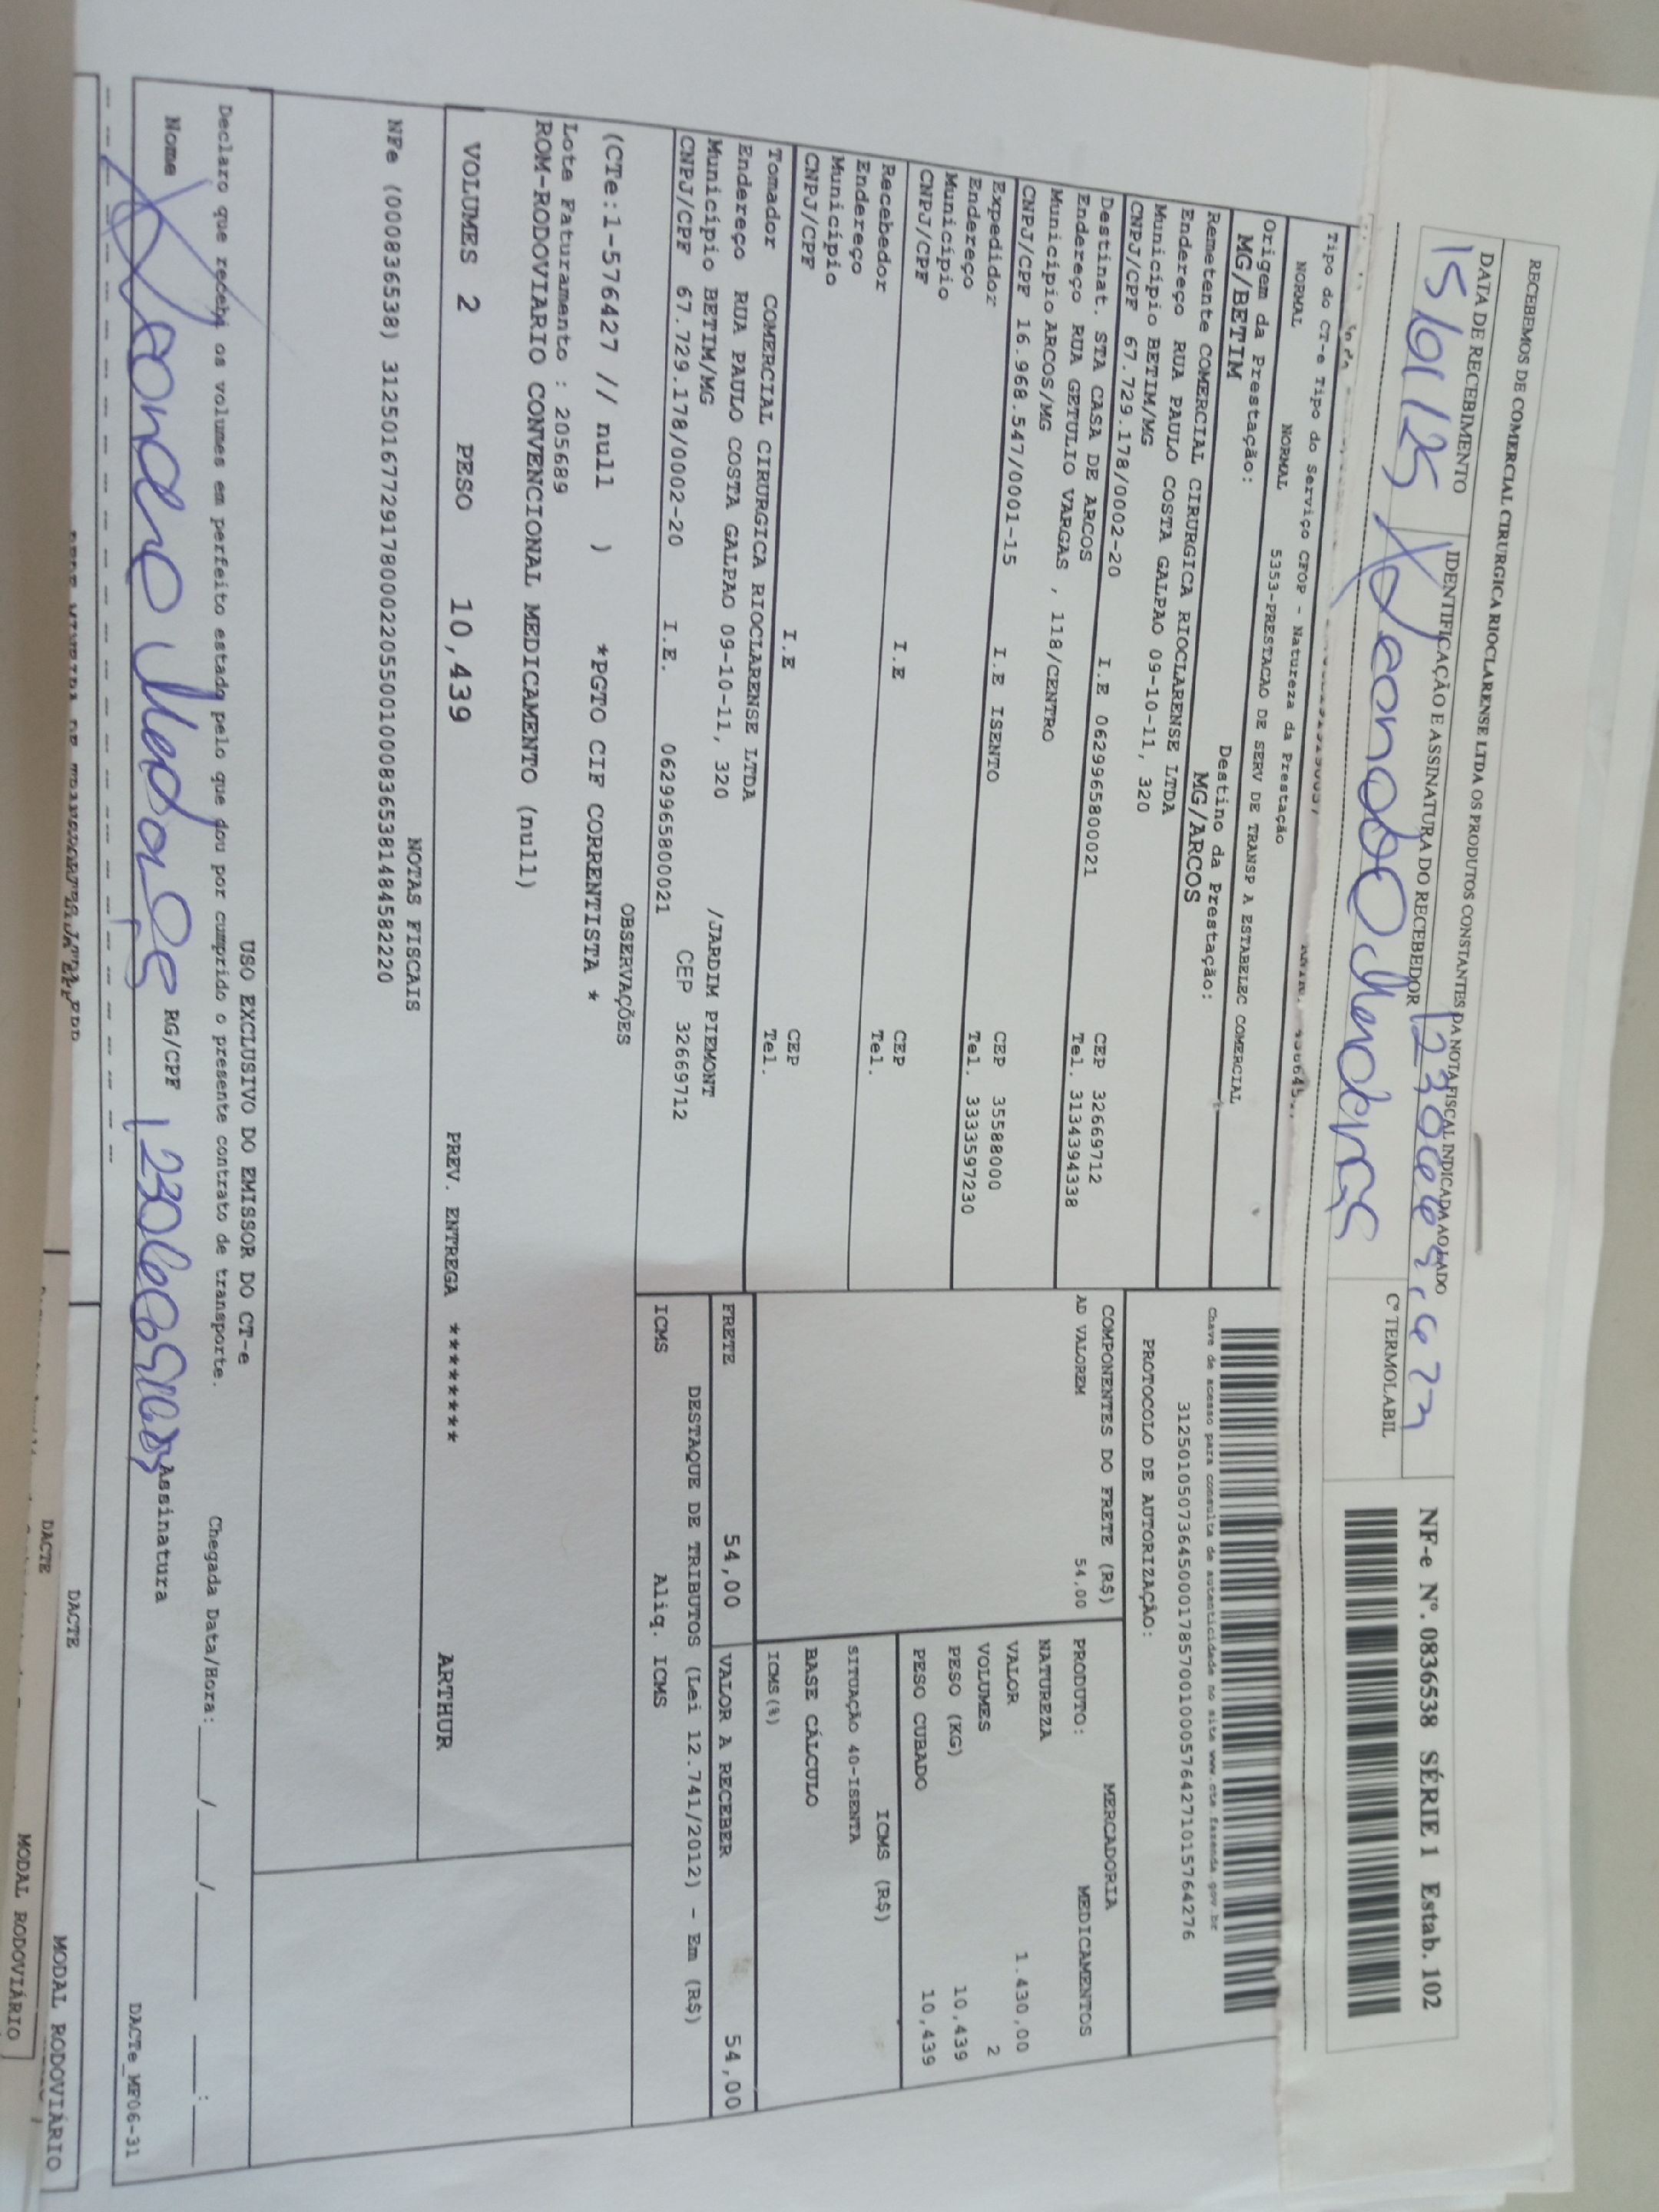 RECEBEMOS DE COMERCIAL CIRURGICA RIOCLARENSE LTDA OS PRODUTOS CONSTANTES DA NOTA FISCAL INDICADA AO LADO
DATA DE RECEBIMENTO
15/01/25
IDENTIFICAÇÃO E ASSINATURA DO RECEBEDOR
Cº TERMOLABIL
NF-e Nº. 0836538 SÉRIE 1 Estab. 102
Tipo do CT-e Tipo do Serviço CFOP - Natureza da Prestação
NORMAL NORMAL 5353-PRESTACAO DE SERV DE TRANSP A ESTABELEC COMERCIAL
Origem da Prestação: Destino da Prestação:
MG/BETIM MG/ARCOS
Remetente COMERCIAL CIRURGICA RIOCLARENSE LTDA
Endereço RUA PAULO COSTA GALPAO 09-10-11, 320
Município BETIM/MG CEP 32669712
CNPJ/CPF 67.729.178/0002-20 I.E 0629965800021 Tel. 3134394338
Destinat. STA CASA DE ARCOS
Endereço RUA GETULIO VARGAS , 118/CENTRO
Município ARCOS/MG CEP 35588000
CNPJ/CPF 16.968.547/0001-15 I.E ISENTO Tel. 3333597230
Expedidor
Endereço
Município CEP
CNPJ/CPF I.E Tel.
Recebedor
Endereço
Município CEP
CNPJ/CPF I.E Tel.
Tomador COMERCIAL CIRURGICA RIOCLARENSE LTDA
Endereço RUA PAULO COSTA GALPAO 09-10-11, 320 /JARDIM PIEMONT
Município BETIM/MG CEP 32669712
CNPJ/CPF 67.729.178/0002-20 I.E. 0629965800021
Chave de acesso para consulta de autenticidade no site www.cte.fazenda.gov.br
31250105073645000178570010005764271015764276
PROTOCOLO DE AUTORIZAÇÃO:
COMPONENTES DO FRETE (R$)
AD VALOREM 54,00
MERCADORIA
PRODUTO: MEDICAMENTOS
NATUREZA
VALOR 1.430,00
VOLUMES 2
PESO (KG) 10,439
PESO CUBADO 10,439
ICMS (R$)
SITUAÇÃO 40-ISENTA
BASE CÁLCULO
ICMS (%)
FRETE 54,00 VALOR A RECEBER 54,00
DESTAQUE DE TRIBUTOS (Lei 12.741/2012) - Em (R$)
ICMS Aliq. ICMS
OBSERVAÇÕES
(CTe:1-576427 // null ) *PGTO CIF CORRENTISTA *
Lote Faturamento : 205689
ROM-RODOVIARIO CONVENCIONAL MEDICAMENTO (null)
VOLUMES 2 PESO 10,439 PREV. ENTREGA ******** ARTHUR
NOTAS FISCAIS
NFe (000836538) 31250167729178000220550010008365381484582220
USO EXCLUSIVO DO EMISSOR DO CT-e
Declaro que recebi os volumes em perfeito estado pelo que dou por cumprido o presente contrato de transporte. Chegada Data/Hora:____/____/______ ___:___
Nome RG/CPF Assinatura
DACTe_MF06-31
DACTE MODAL RODOVIÁRIO
DACTE MODAL RODOVIÁRIO